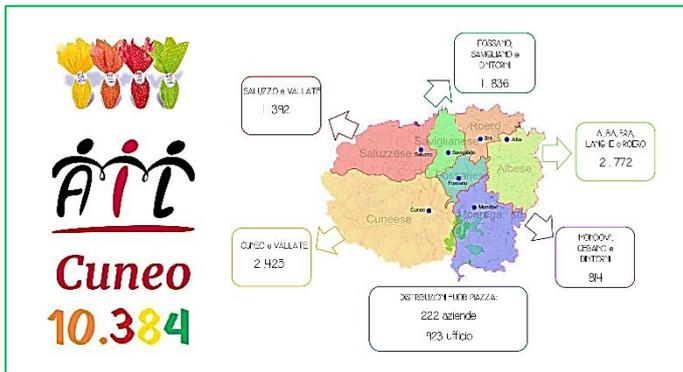 AIL
Cuneo
10.384
SALUZZO e VALLATE
1.392
FOSSANO,
SAVIGLIANO e
DINTORNI
1.836
ALBA, BRA,
LANGHE e ROERO
2.772
CUNEO e VALLATE
2.425
MONDOVI,
CEBANO e
DINTORNI
814
DISTRIBUZIONI FUORI PIAZZA:
222 aziende
923 ufficio
Saluzzese
Saluzzo
Saviglianese
Savigliano
Roero
Bra
Alba
Albese
Fossanese
Fossano
Cuneese
Cuneo
Mondovì